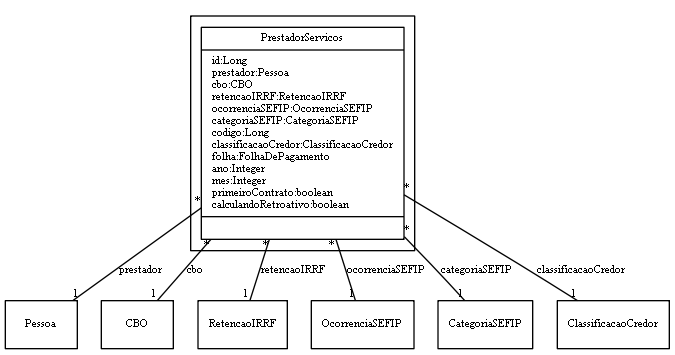 PrestadorServicos
id:Long
prestador:Pessoa
cbo:CBO
retencaoIRRF:RetencaoIRRF
ocorrenciaSEFIP:OcorrenciaSEFIP
categoriaSEFIP:CategoriaSEFIP
codigo:Long
classificacaoCredor:ClassificacaoCredor
folha:FolhaDePagamento
ano:Integer
mes:Integer
primeiroContrato:boolean
calculandoRetroativo:boolean
* * * * * *
prestador cbo retencaoIRRF ocorrenciaSEFIP categoriaSEFIP classificacaoCredor
1 1 1 1 1 1
Pessoa CBO RetencaoIRRF OcorrenciaSEFIP CategoriaSEFIP ClassificacaoCredor